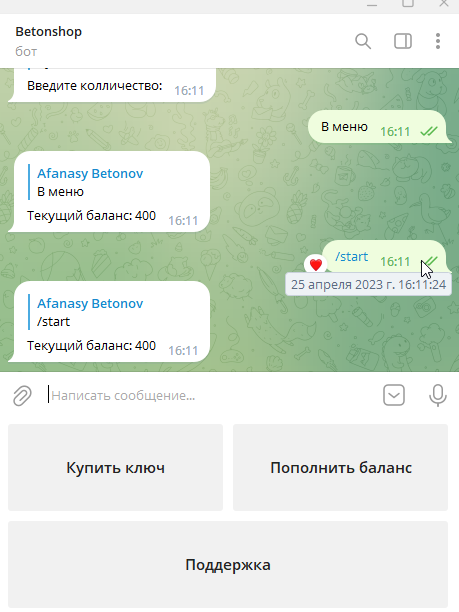 Betonshop
бот
Введите колличество:
16:11
В меню 16:11
Afanasy Betonov
В меню
Текущий баланс: 400 16:11
/start 16:11
25 апреля 2023 г. 16:11:24
Afanasy Betonov
/start
Текущий баланс: 400 16:11
Написать сообщение...
Купить ключ
Пополнить баланс
Поддержка